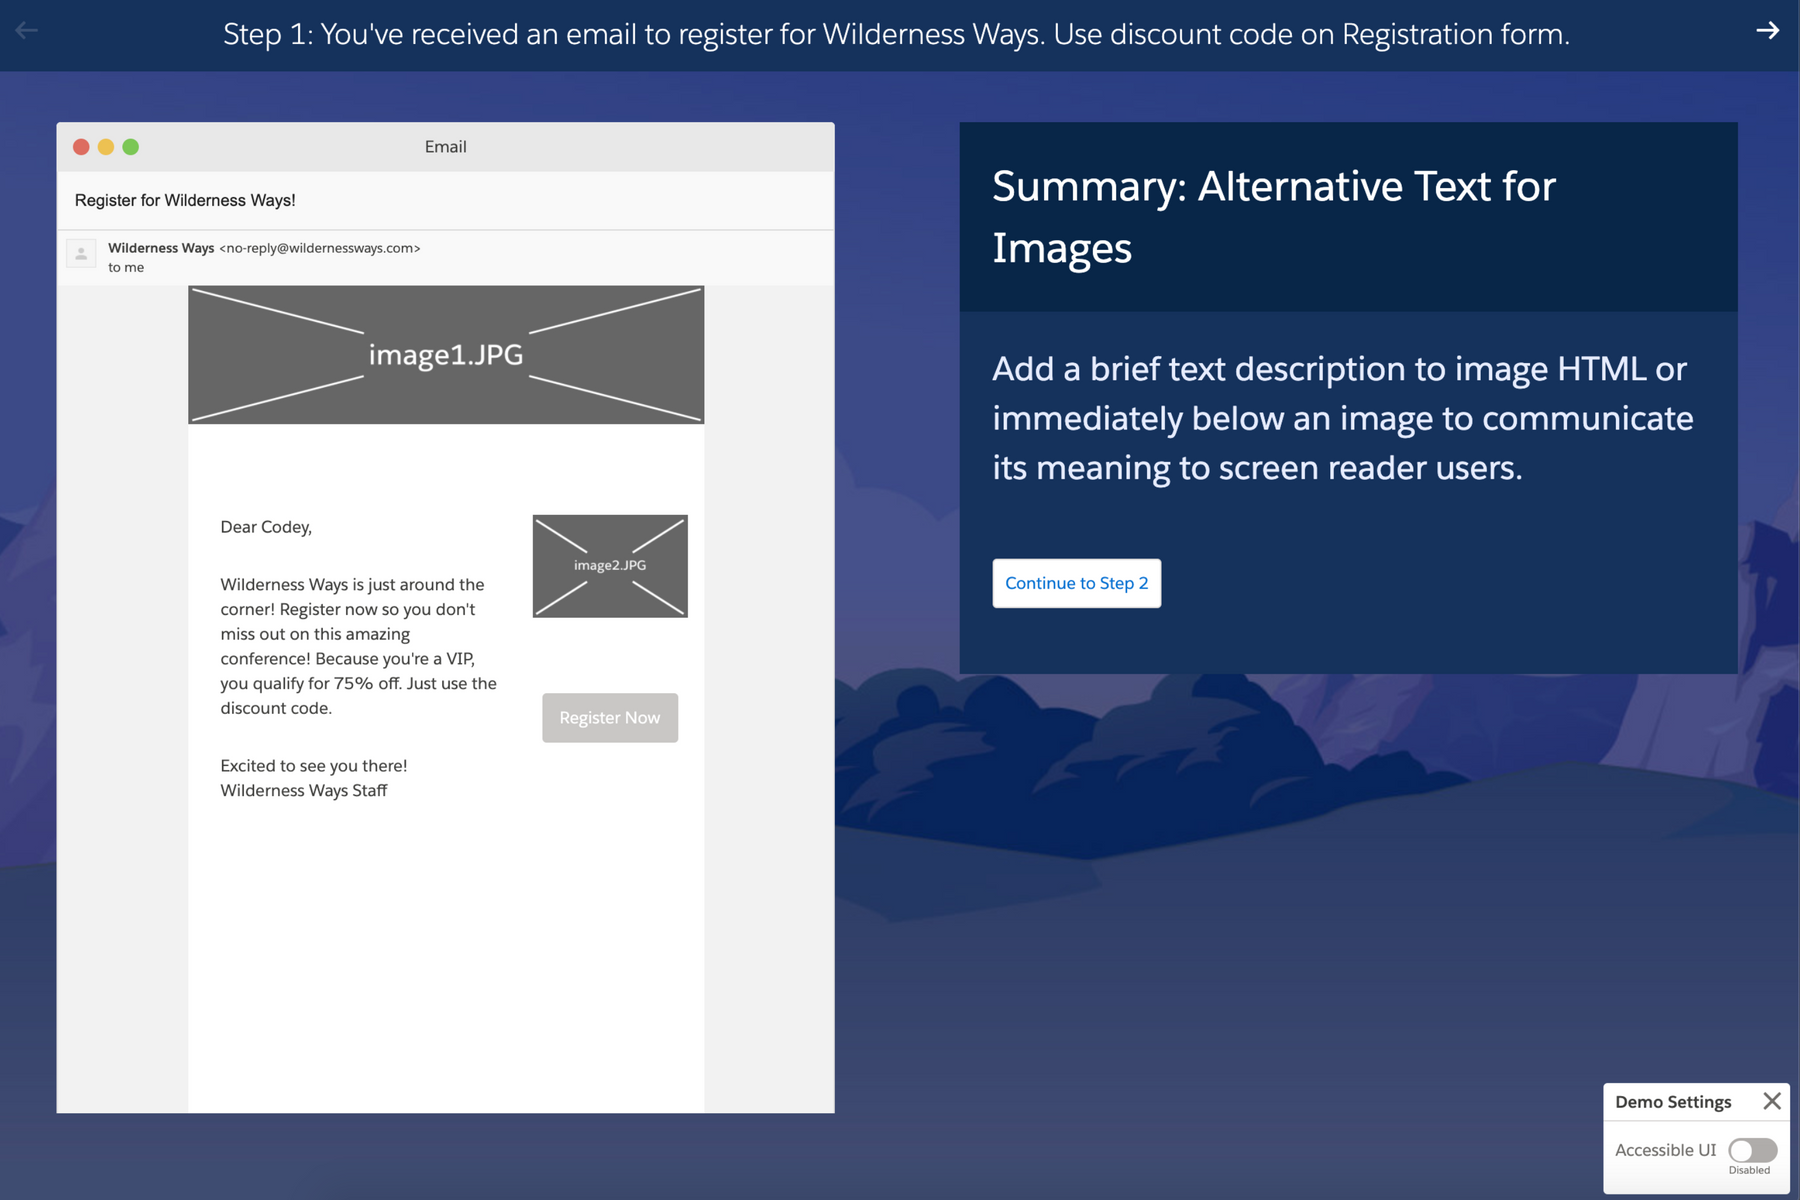 Step 1: You've received an email to register for Wilderness Ways. Use discount code on Registration form.
Email
Register for Wilderness Ways!
Wilderness Ways <no-reply@wildernessways.com>
to me
image1.JPG
Dear Codey,
Wilderness Ways is just around the
corner! Register now so you don't
miss out on this amazing
conference! Because you're a VIP,
you qualify for 75% off. Just use the
discount code.
Excited to see you there!
Wilderness Ways Staff
image2.JPG
Register Now
Summary: Alternative Text for
Images
Add a brief text description to image HTML or
immediately below an image to communicate
its meaning to screen reader users.
Continue to Step 2
Demo Settings
Accessible UI
Disabled